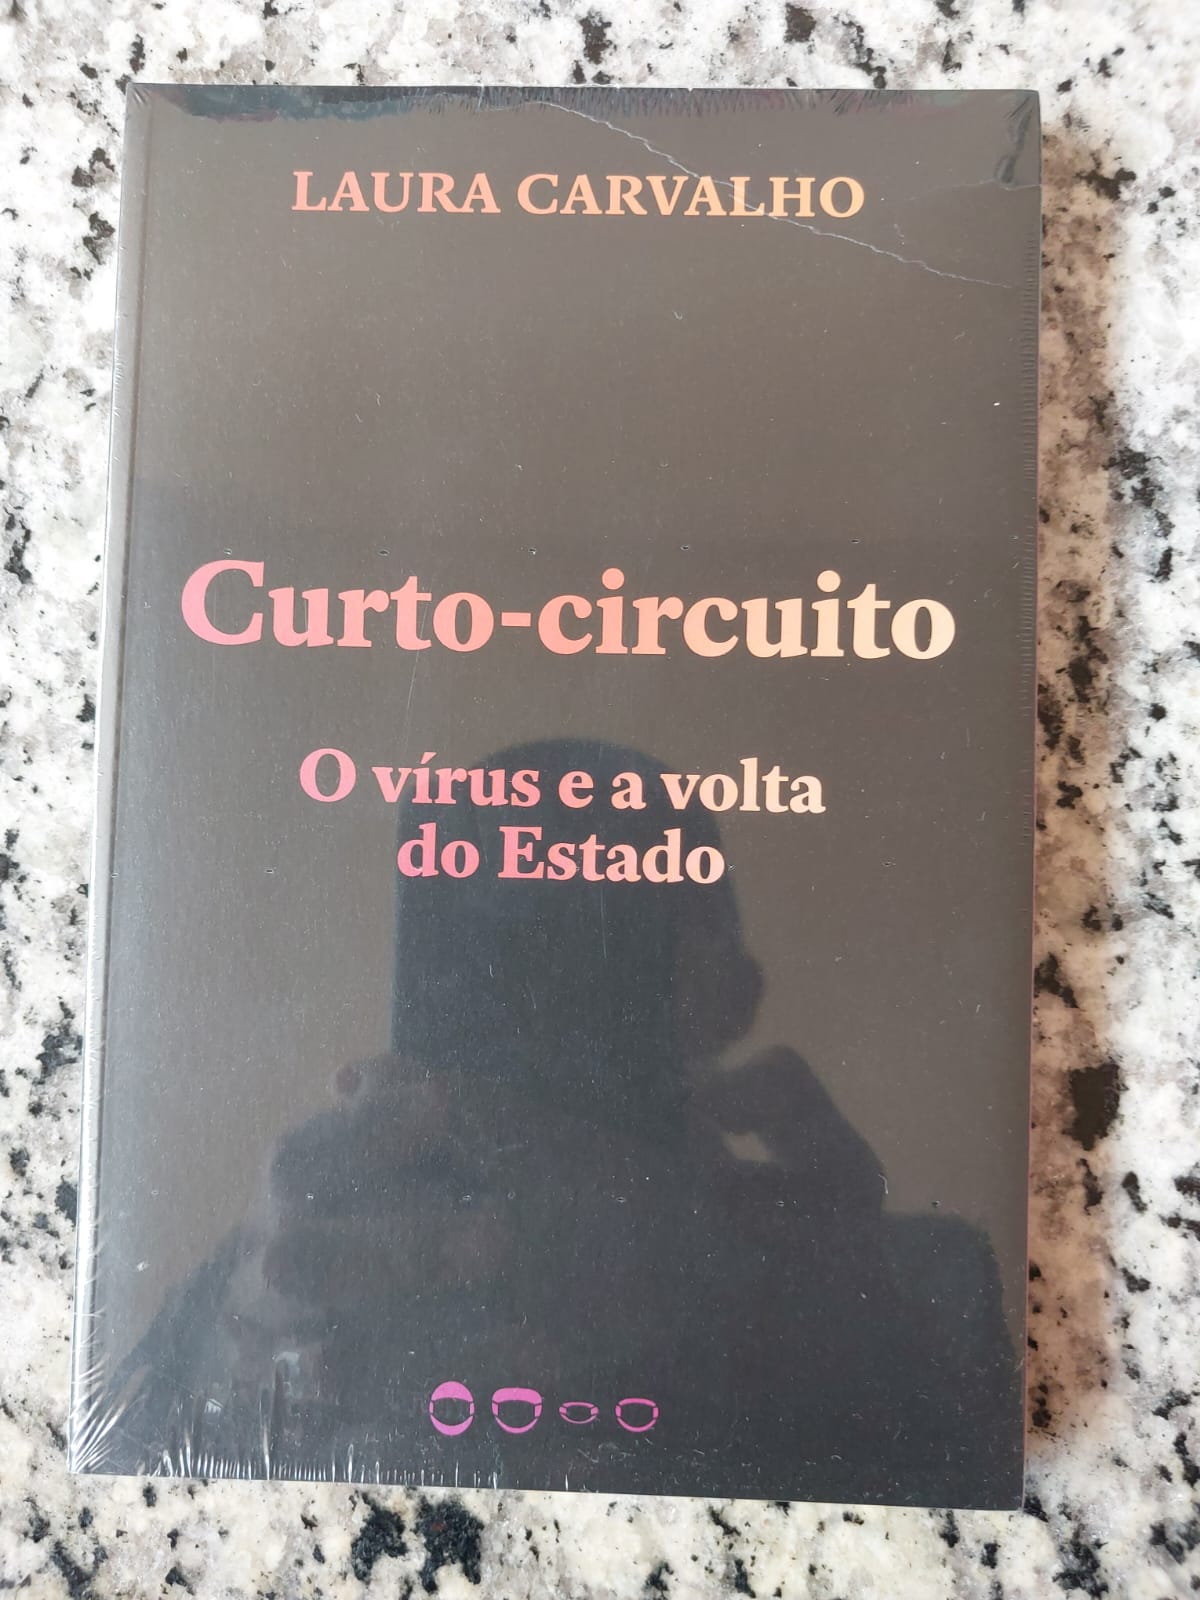 LAURA CARVALHO
Curto-circuito
O vírus e a volta
do Estado